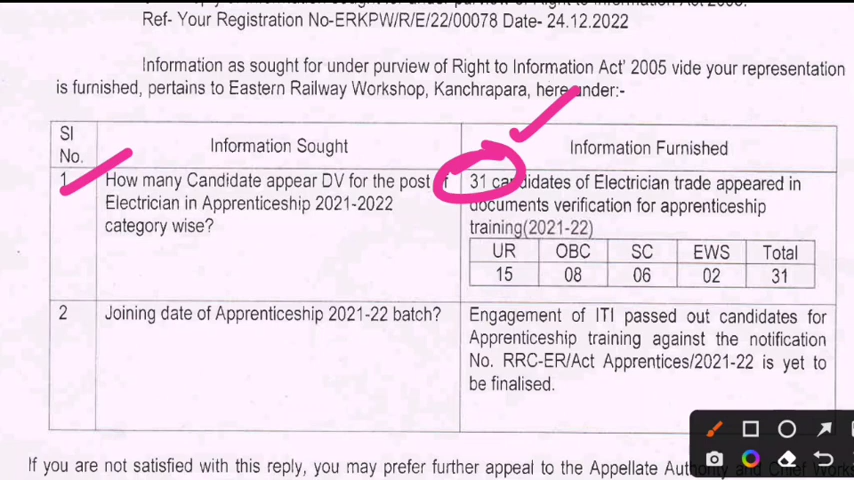 Ref- Your Registration No-ERKPW/R/E/22/00078 Date- 24.12.2022
Information as sought for under purview of Right to Information Act' 2005 vide your representation
is furnished, pertains to Eastern Railway Workshop, Kanchrapara, here under:-
Sl No.
Information Sought
Information Furnished
1
How many Candidate appear DV for the post of
Electrician in Apprenticeship 2021-2022
category wise?
31 candidates of Electrician trade appeared in
documents verification for apprenticeship
training(2021-22)
UR OBC SC EWS Total
15 08 06 02 31
2
Joining date of Apprenticeship 2021-22 batch?
Engagement of ITI passed out candidates for
Apprenticeship training against the notification
No. RRC-ER/Act Apprentices/2021-22 is yet to
be finalised.
If you are not satisfied with this reply, you may prefer further appeal to the Appellate Authority and Chief Works